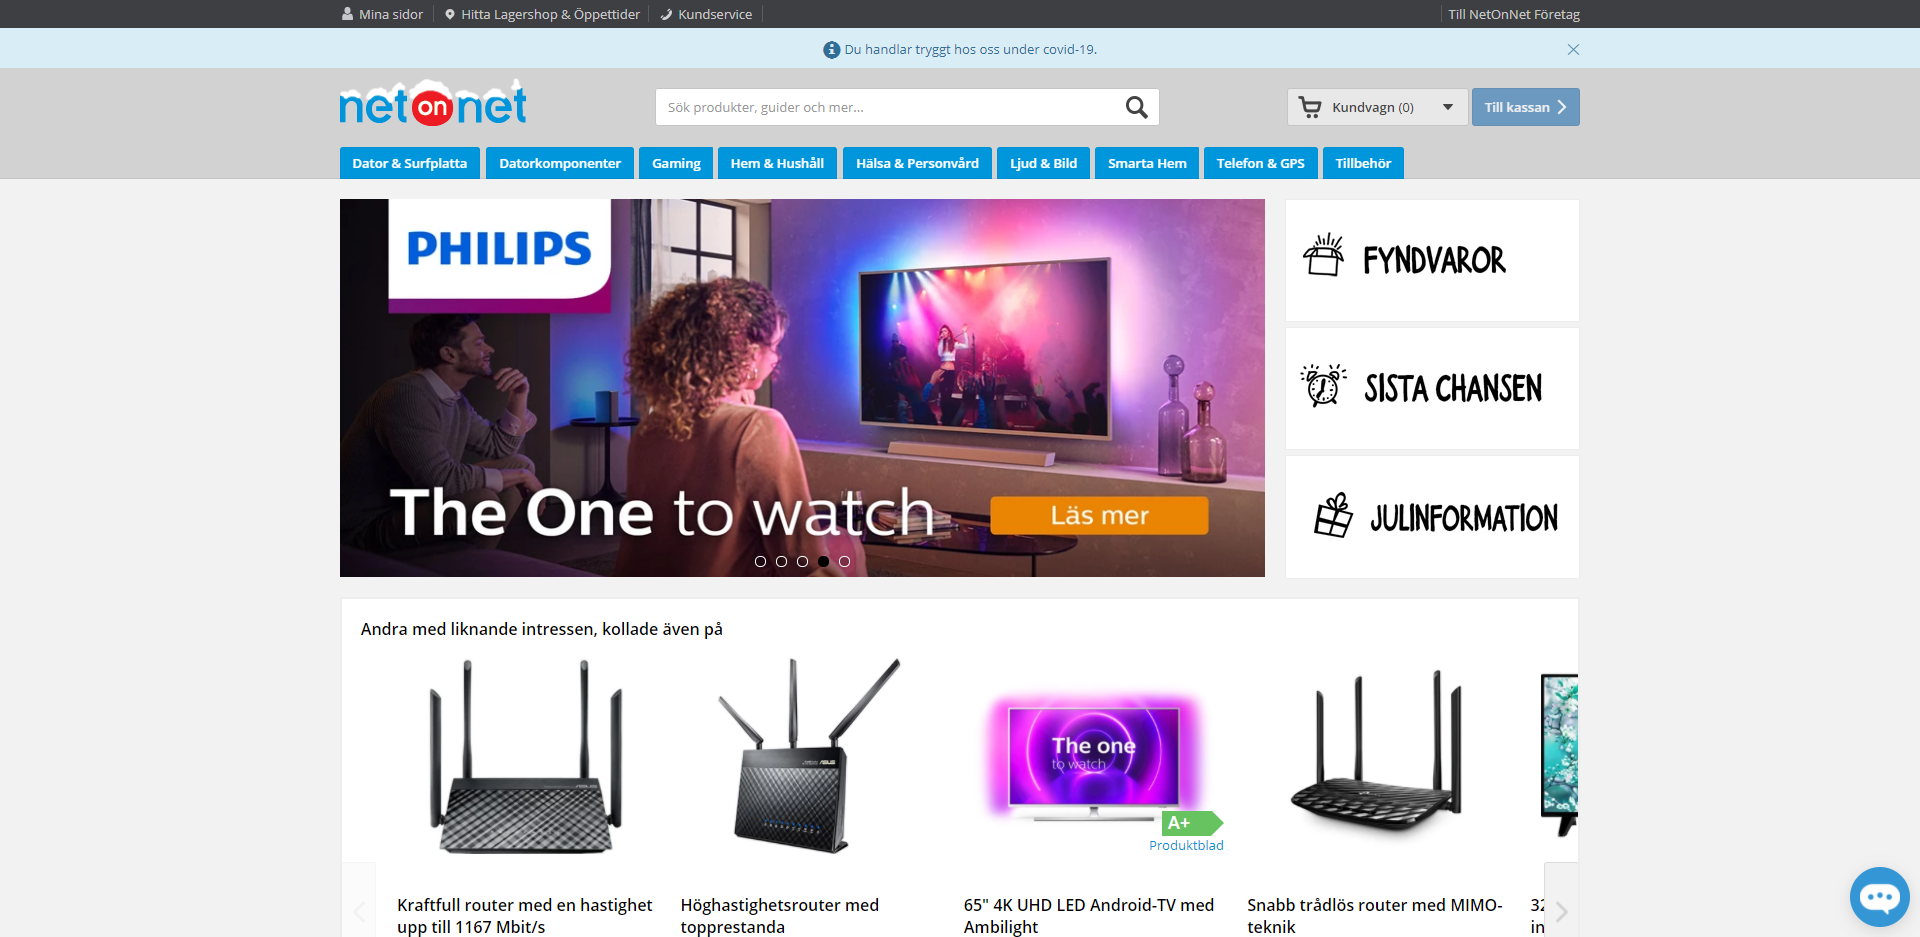 Mina sidor
Hitta Lagershop & Öppettider
Kundservice
Till NetOnNet Företag
Du handlar tryggt hos oss under covid-19.
netonnet
Sök produkter, guider och mer...
Kundvagn (0)
Till kassan
Dator & Surfplatta
Datorkomponenter
Gaming
Hem & Hushåll
Hälsa & Personvård
Ljud & Bild
Smarta Hem
Telefon & GPS
Tillbehör
PHILIPS
The One to watch
Läs mer
FYNDVAROR
SISTA CHANSEN
JULINFORMATION
Andra med liknande intressen, kollade även på
The one
to watch
A+
Produktblad
Kraftfull router med en hastighet
upp till 1167 Mbit/s
Höghastighetsrouter med
topprestanda
65" 4K UHD LED Android-TV med
Ambilight
Snabb trådlös router med MIMO-
teknik